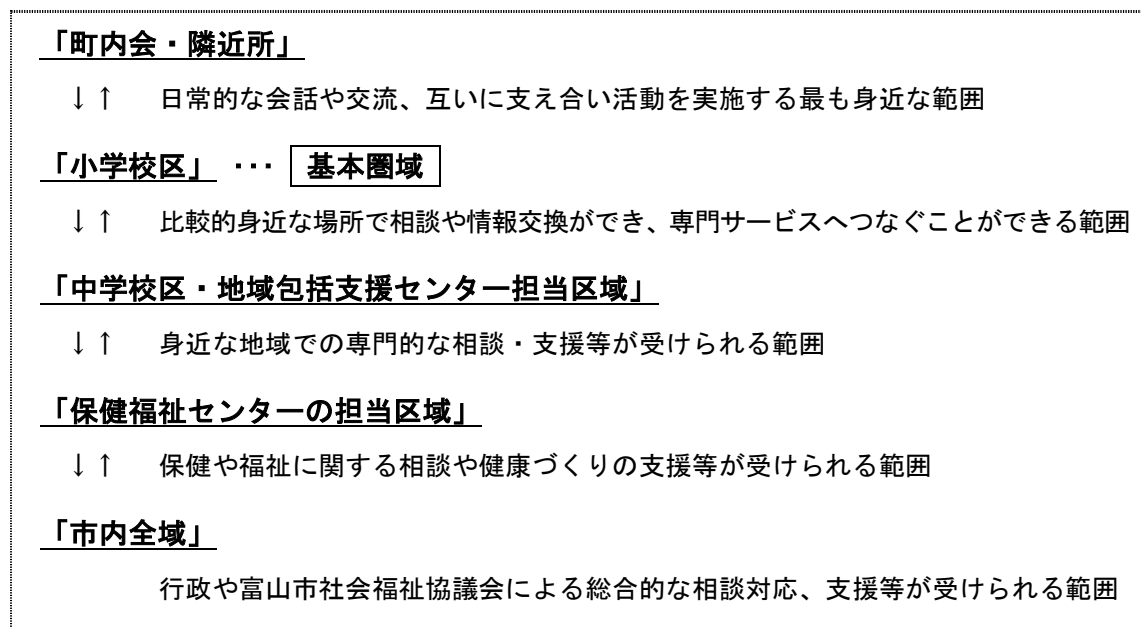 「町内会・隣近所」
↓↑ 日常的な会話や交流、互いに支え合い活動を実施する最も身近な範囲
「小学校区」 ･･･ 基本圏域
↓↑ 比較的身近な場所で相談や情報交換ができ、専門サービスへつなぐことができる範囲
「中学校区・地域包括支援センター担当区域」
↓↑ 身近な地域での専門的な相談・支援等が受けられる範囲
「保健福祉センターの担当区域」
↓↑ 保健や福祉に関する相談や健康づくりの支援等が受けられる範囲
「市内全域」
行政や富山市社会福祉協議会による総合的な相談対応、支援等が受けられる範囲